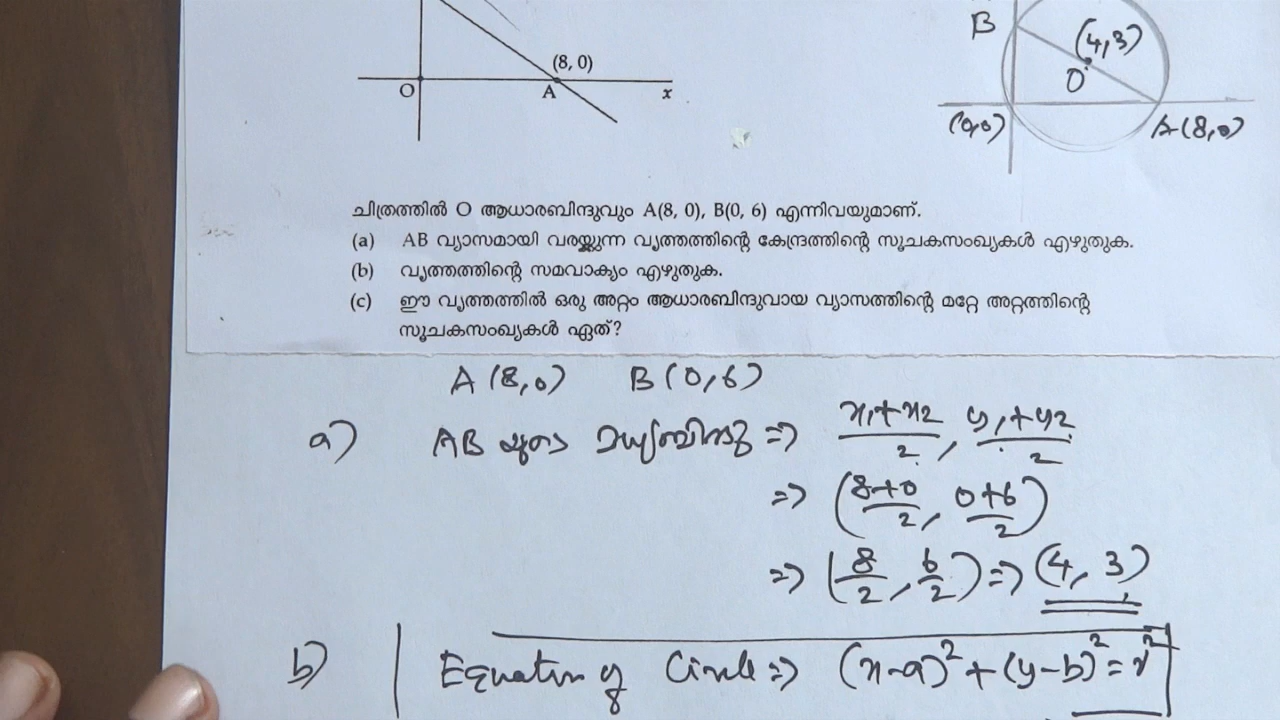 (8, 0)
O A x
B
(4,3)
O
(0,0) A(8,0)
ചിത്രത്തിൽ O ആധാരബിന്ദുവും A(8, 0), B(0, 6) എന്നിവയുമാണ്.
(a) AB വ്യാസമായി വരയ്ക്കുന്ന വൃത്തത്തിന്റെ കേന്ദ്രത്തിന്റെ സൂചകസംഖ്യകൾ എഴുതുക.
(b) വൃത്തത്തിന്റെ സമവാക്യം എഴുതുക.
(c) ഈ വൃത്തത്തിൽ ഒരു അറ്റം ആധാരബിന്ദുവായ വ്യാസത്തിന്റെ മറ്റേ അറ്റത്തിന്റെ
സൂചകസംഖ്യകൾ ഏത്?
A (8,0) B (0,6)
a) AB യുടെ മധ്യബിന്ദു => x₁+x₂/2, y₁+y₂/2
=> (8+0/2, 0+6/2)
=> (8/2, 6/2) => (4, 3)
b) Equation of Circle => (x-a)² + (y-b)² = r²